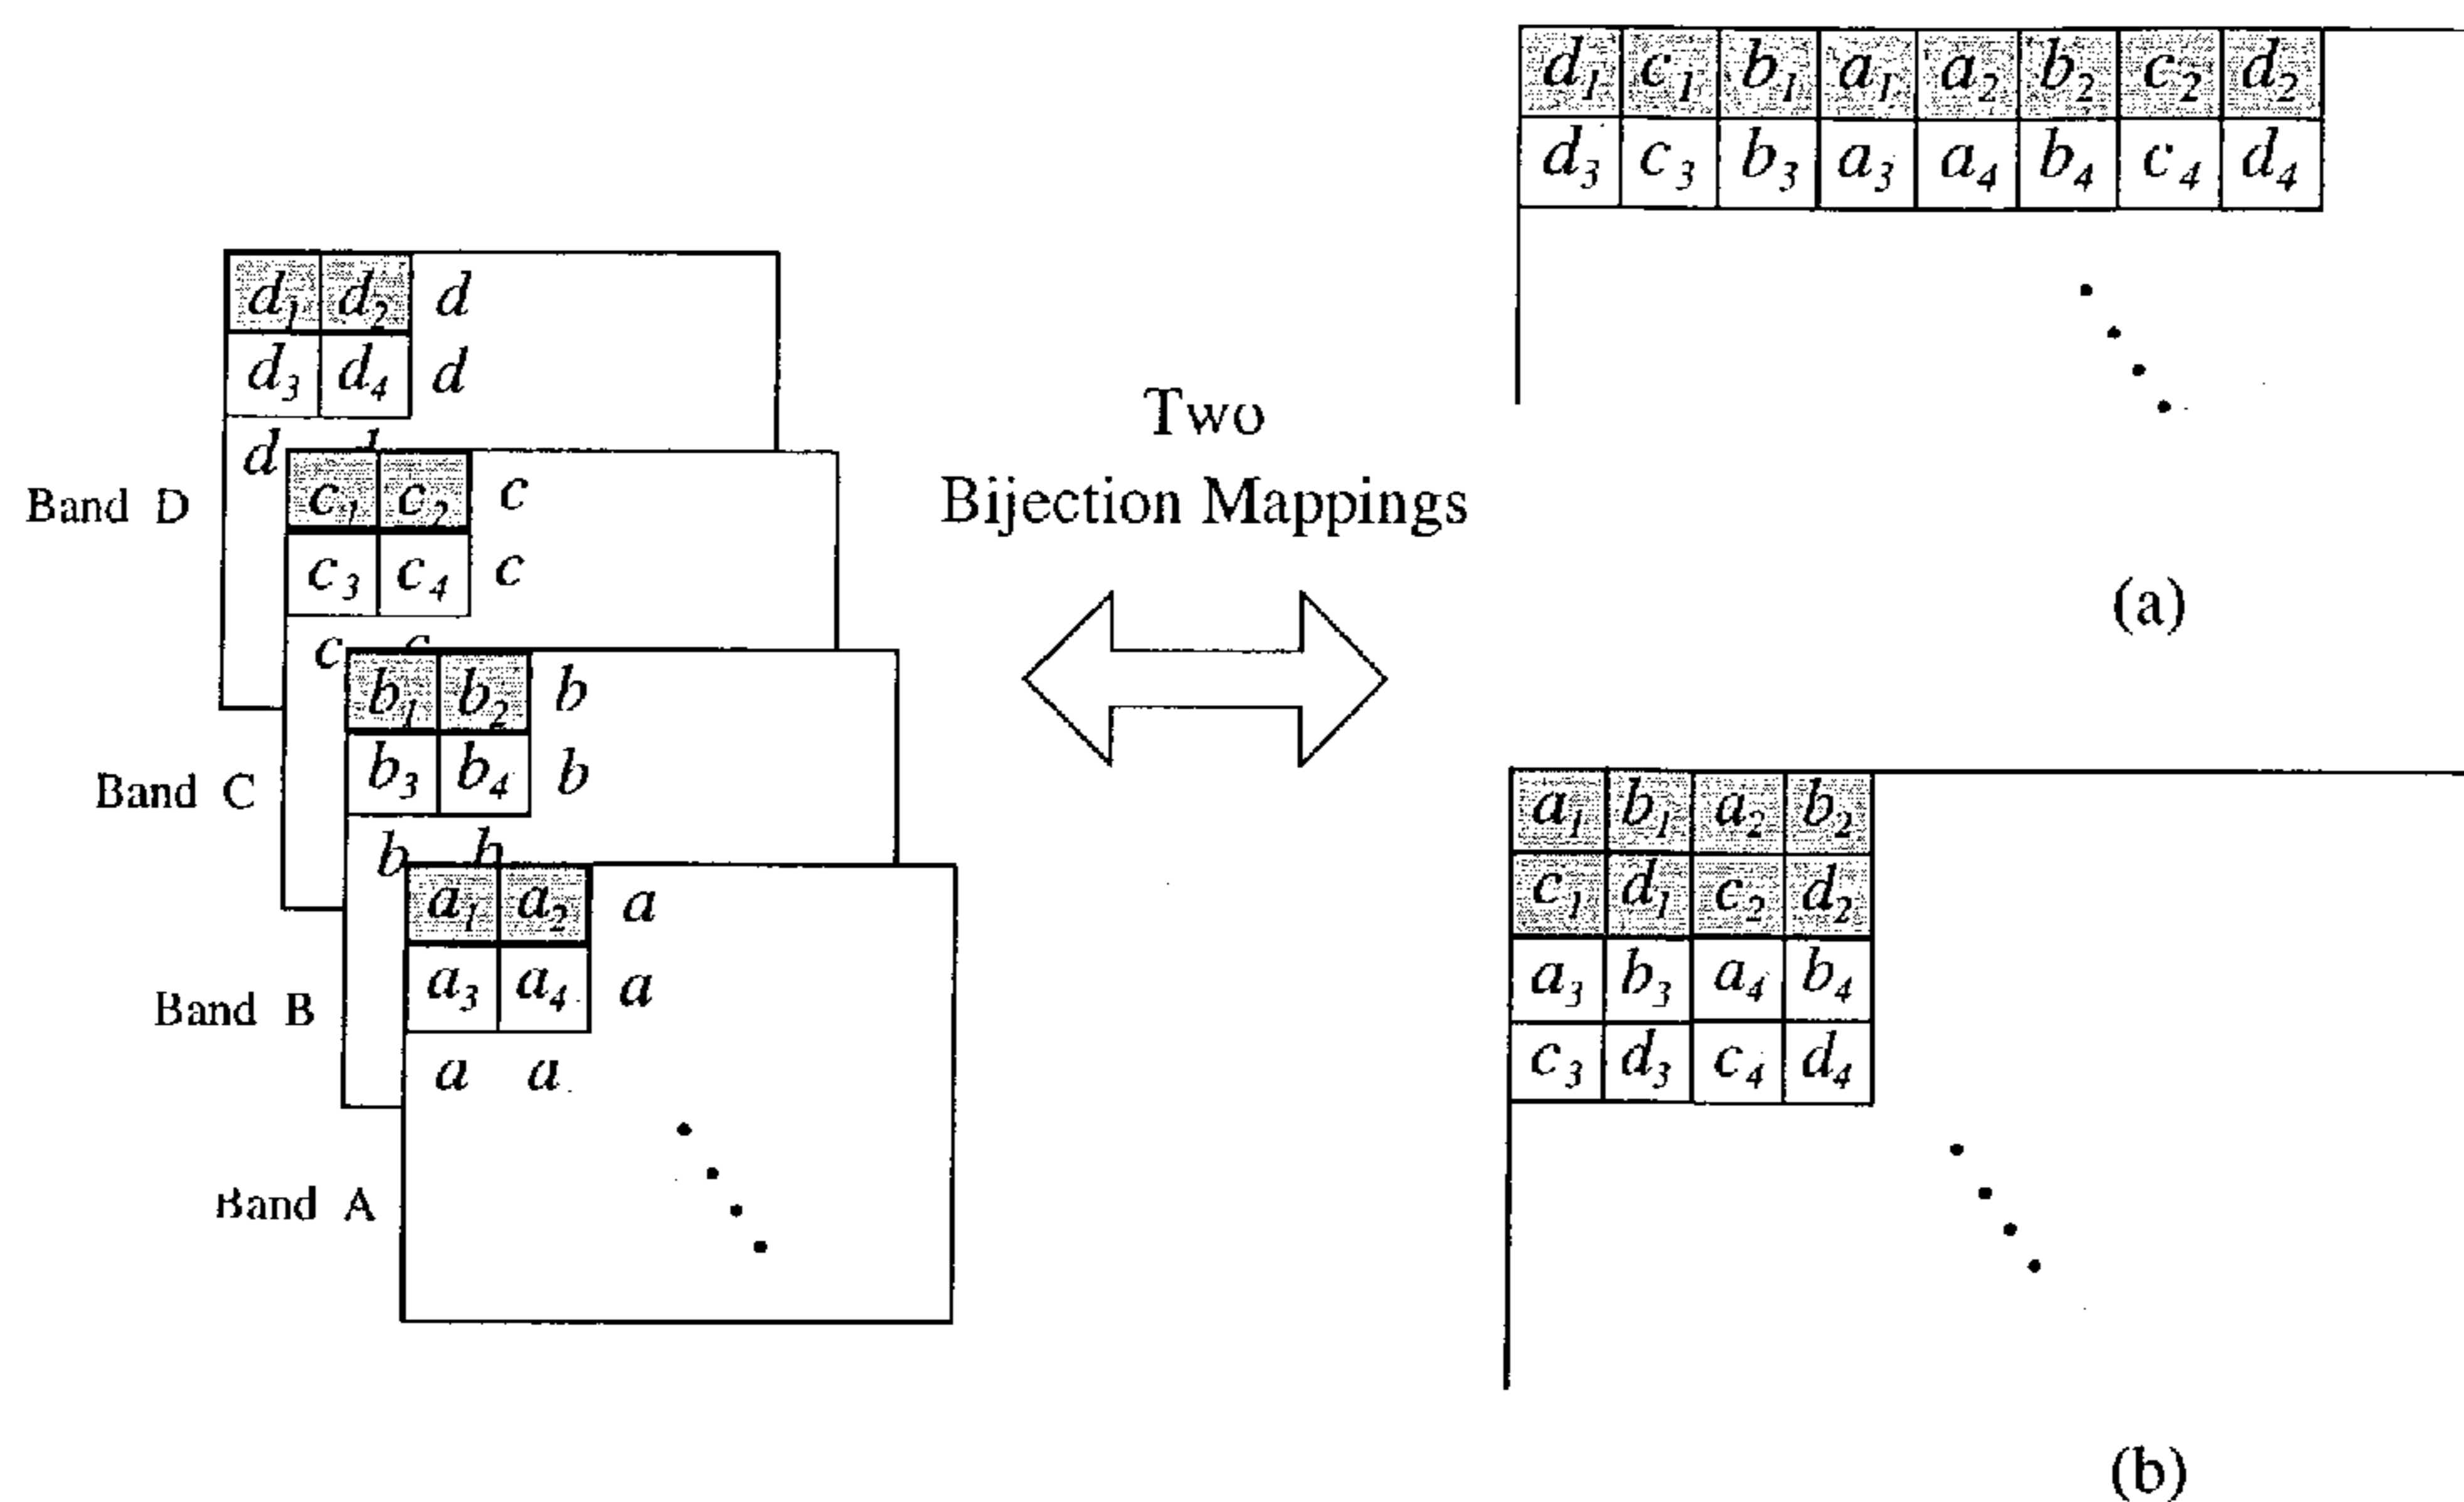 d₁ c₁ b₁ a₁ a₂ b₂ c₂ d₂
d₃ c₃ b₃ a₃ a₄ b₄ c₄ d₄
(a)
d₁ d₂ d
d₃ d₄ d
d
Band D
c₁ c₂ c
c₃ c₄ c
c c
Band C
b₁ b₂ b
b₃ b₄ b
b b
Band B
a₁ a₂ a
a₃ a₄ a
a a
Band A
Two
Bijection Mappings
a₁ b₁ a₂ b₂
c₁ d₁ c₂ d₂
a₃ b₃ a₄ b₄
c₃ d₃ c₄ d₄
(b)